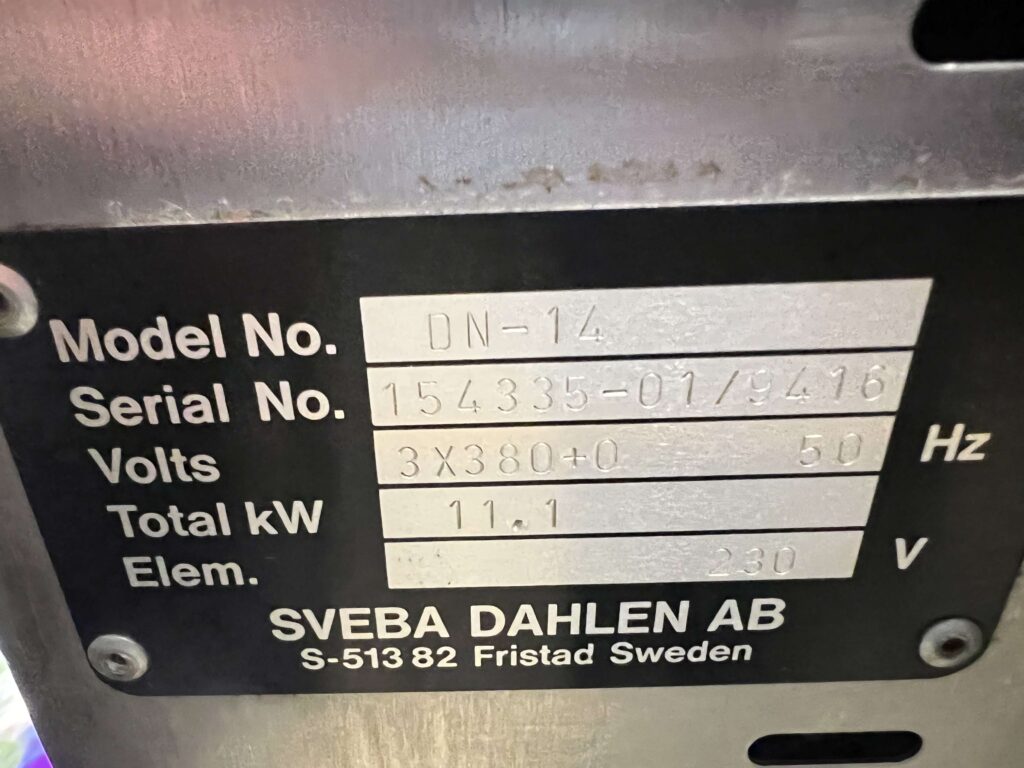 Model No. DN-14
Serial No. 154335-01/9416
Volts 3X380+0 50 Hz
Total kW 11.1
Elem. 230 V
SVEBA DAHLEN AB
S-513 82 Fristad Sweden